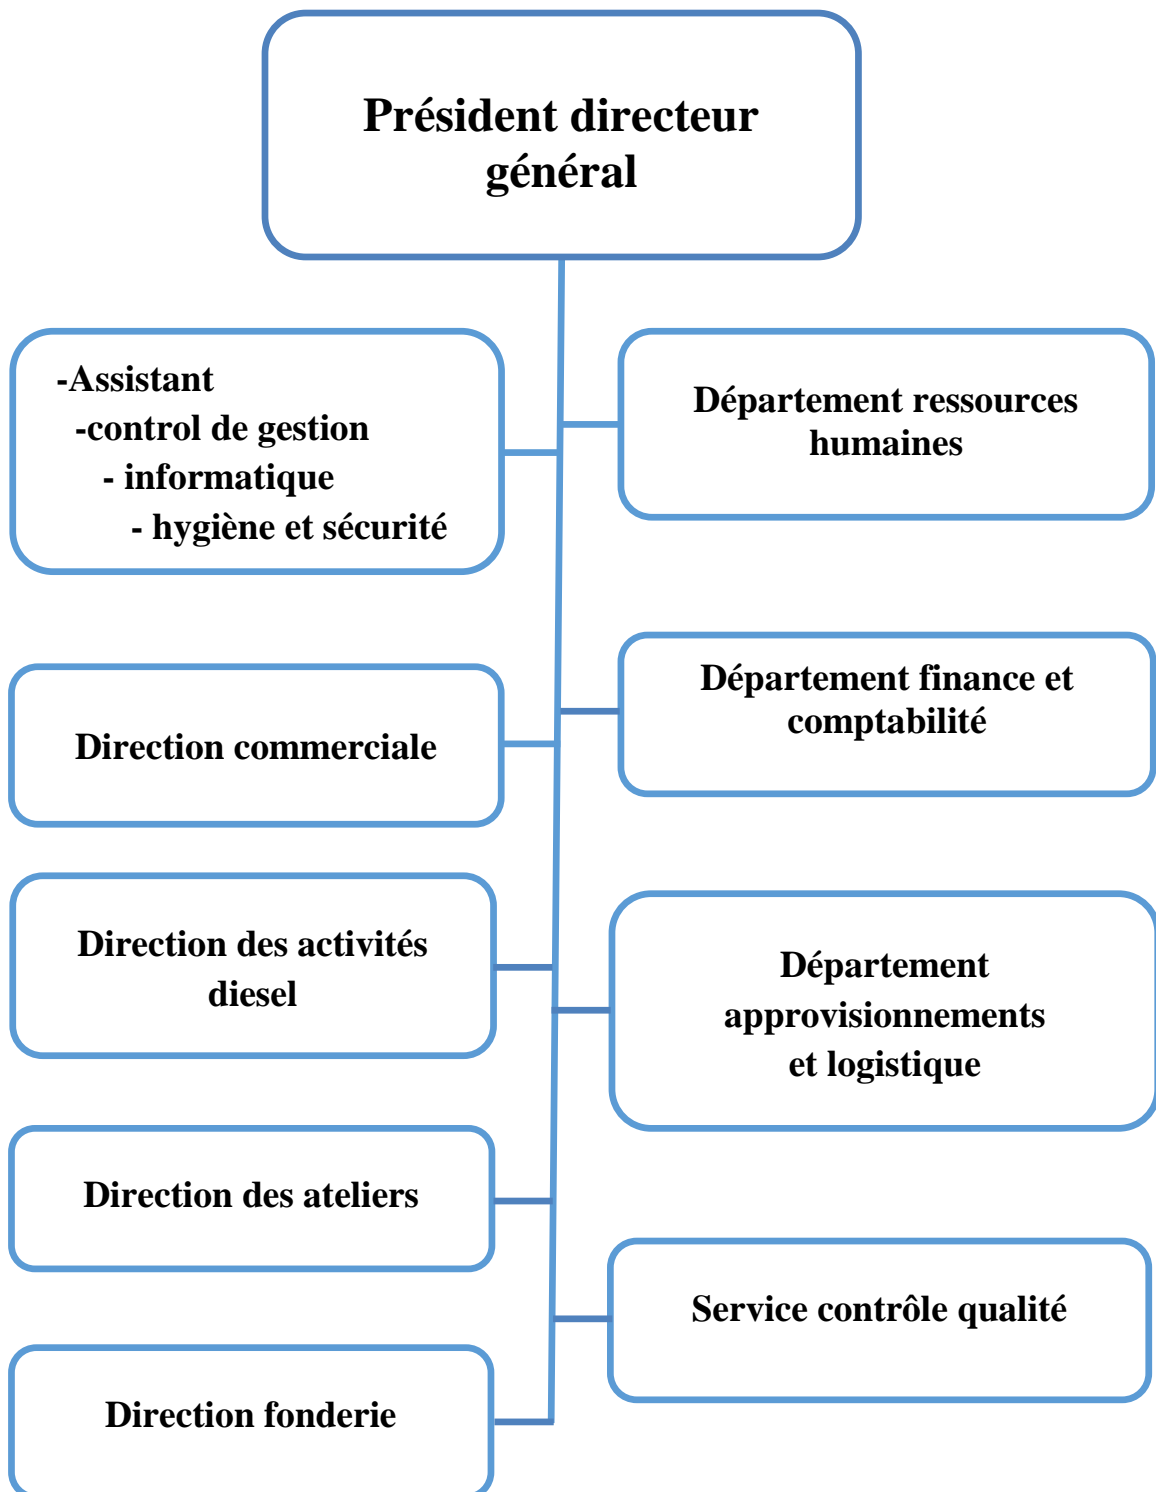 Président directeur
général
-Assistant
-control de gestion
- informatique
- hygiène et sécurité
Département ressources
humaines
Département finance et
comptabilité
Direction commerciale
Direction des activités
diesel
Département
approvisionnements
et logistique
Direction des ateliers
Service contrôle qualité
Direction fonderie